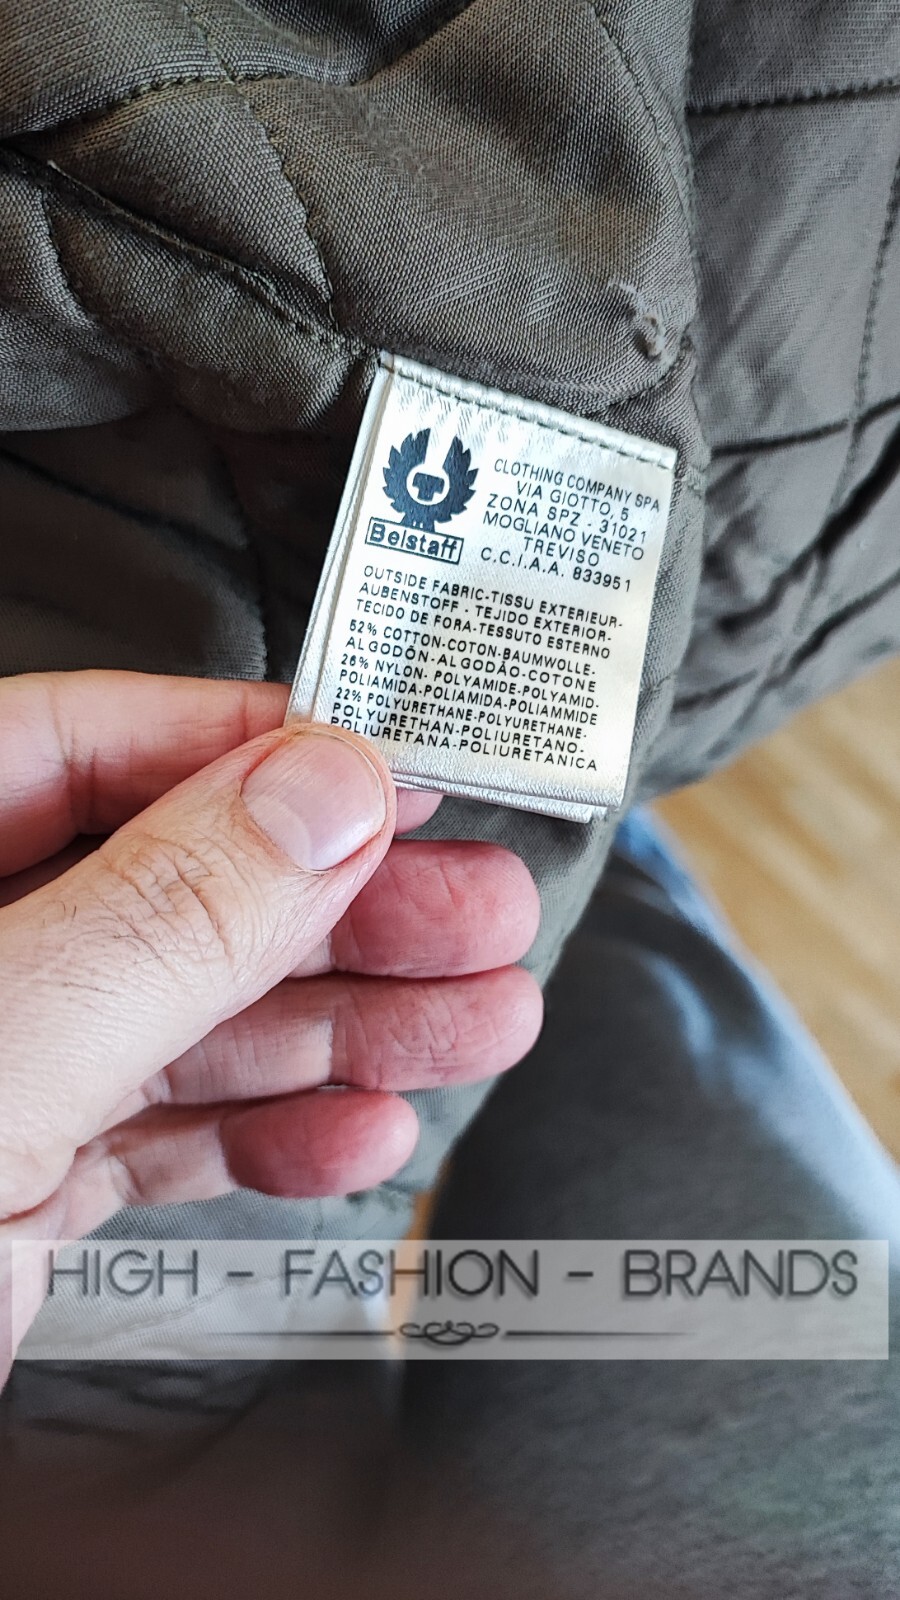 Belstaff
CLOTHING COMPANY SPA
VIA GIOTTO, 5
ZONA SPZ - 31021
MOGLIANO VENETO
TREVISO
C.C.I.A.A. 833951
OUTSIDE FABRIC-TISSU EXTERIEUR-
AUBENSTOFF - TEJIDO EXTERIOR-
TECIDO DE FORA-TESSUTO ESTERNO
52% COTTON-COTON-BAUMWOLLE-
ALGODÓN-ALGODÃO-COTONE
26% NYLON- POLYAMIDE-POLYAMID-
POLIAMIDA-POLIAMIDA-POLIAMMIDE
22% POLYURETHANE-POLYURETHANE-
POLYURETHAN-POLIURETANO-
POLIURETANA-POLIURETANICA
HIGH - FASHION - BRANDS